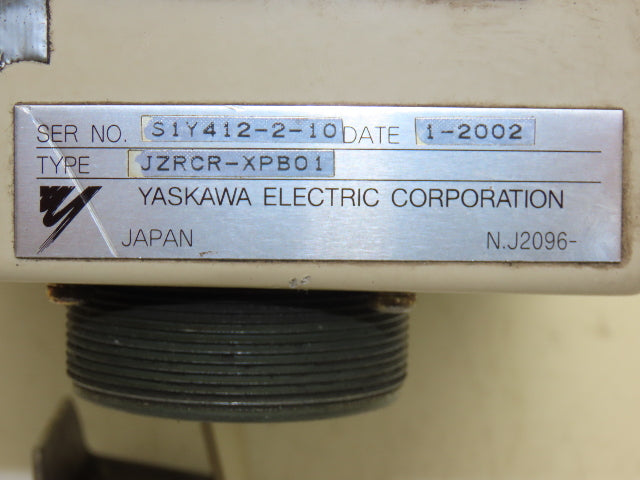 SER NO. S1Y412-2-10 DATE 1-2002
TYPE JZRCR-XPB01
YASKAWA ELECTRIC CORPORATION
JAPAN N.J2096-